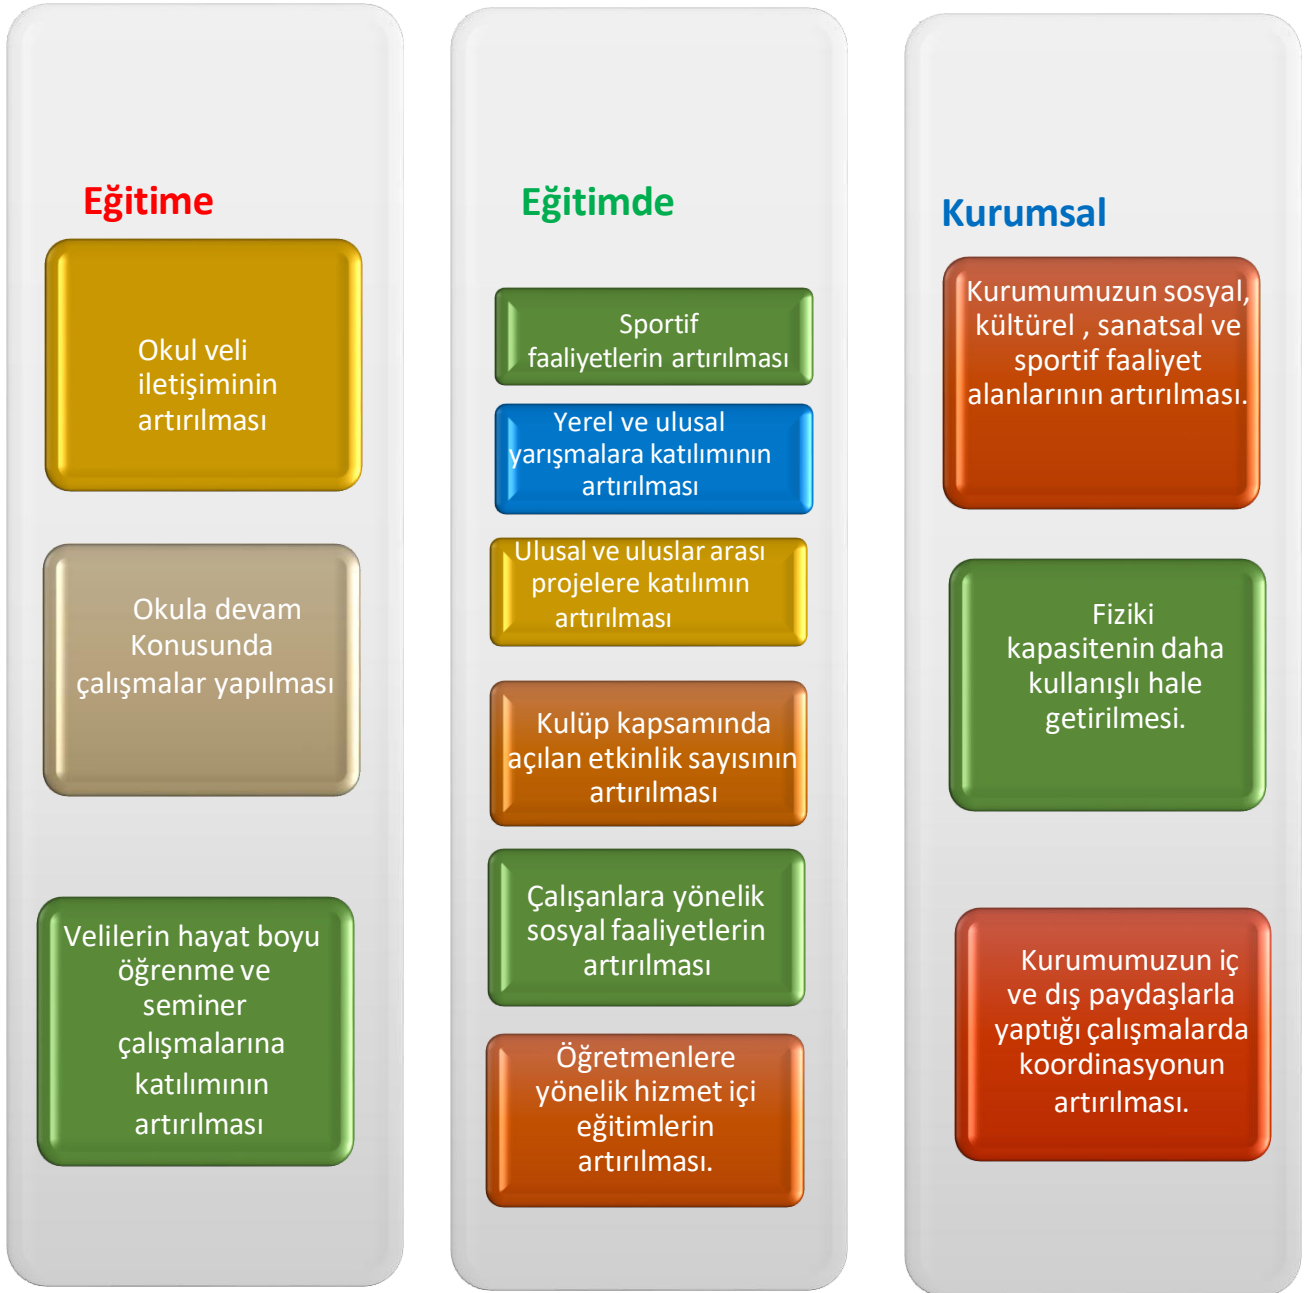 Eğitime
Okul veli
iletişiminin
artırılması
Okula devam
Konusunda
çalışmalar yapılması
Velilerin hayat boyu
öğrenme ve
seminer
çalışmalarına
katılımının
artırılması
Eğitimde
Sportif
faaliyetlerin artırılması
Yerel ve ulusal
yarışmalara katılımının
artırılması
Ulusal ve uluslar arası
projelere katılımın
artırılması
Kulüp kapsamında
açılan etkinlik sayısının
artırılması
Çalışanlara yönelik
sosyal faaliyetlerin
artırılması
Öğretmenlere
yönelik hizmet içi
eğitimlerin
artırılması.
Kurumsal
Kurumumuzun sosyal,
kültürel , sanatsal ve
sportif faaliyet
alanlarının artırılması.
Fiziki
kapasitenin daha
kullanışlı hale
getirilmesi.
Kurumumuzun iç
ve dış paydaşlarla
yaptığı çalışmalarda
koordinasyonun
artırılması.